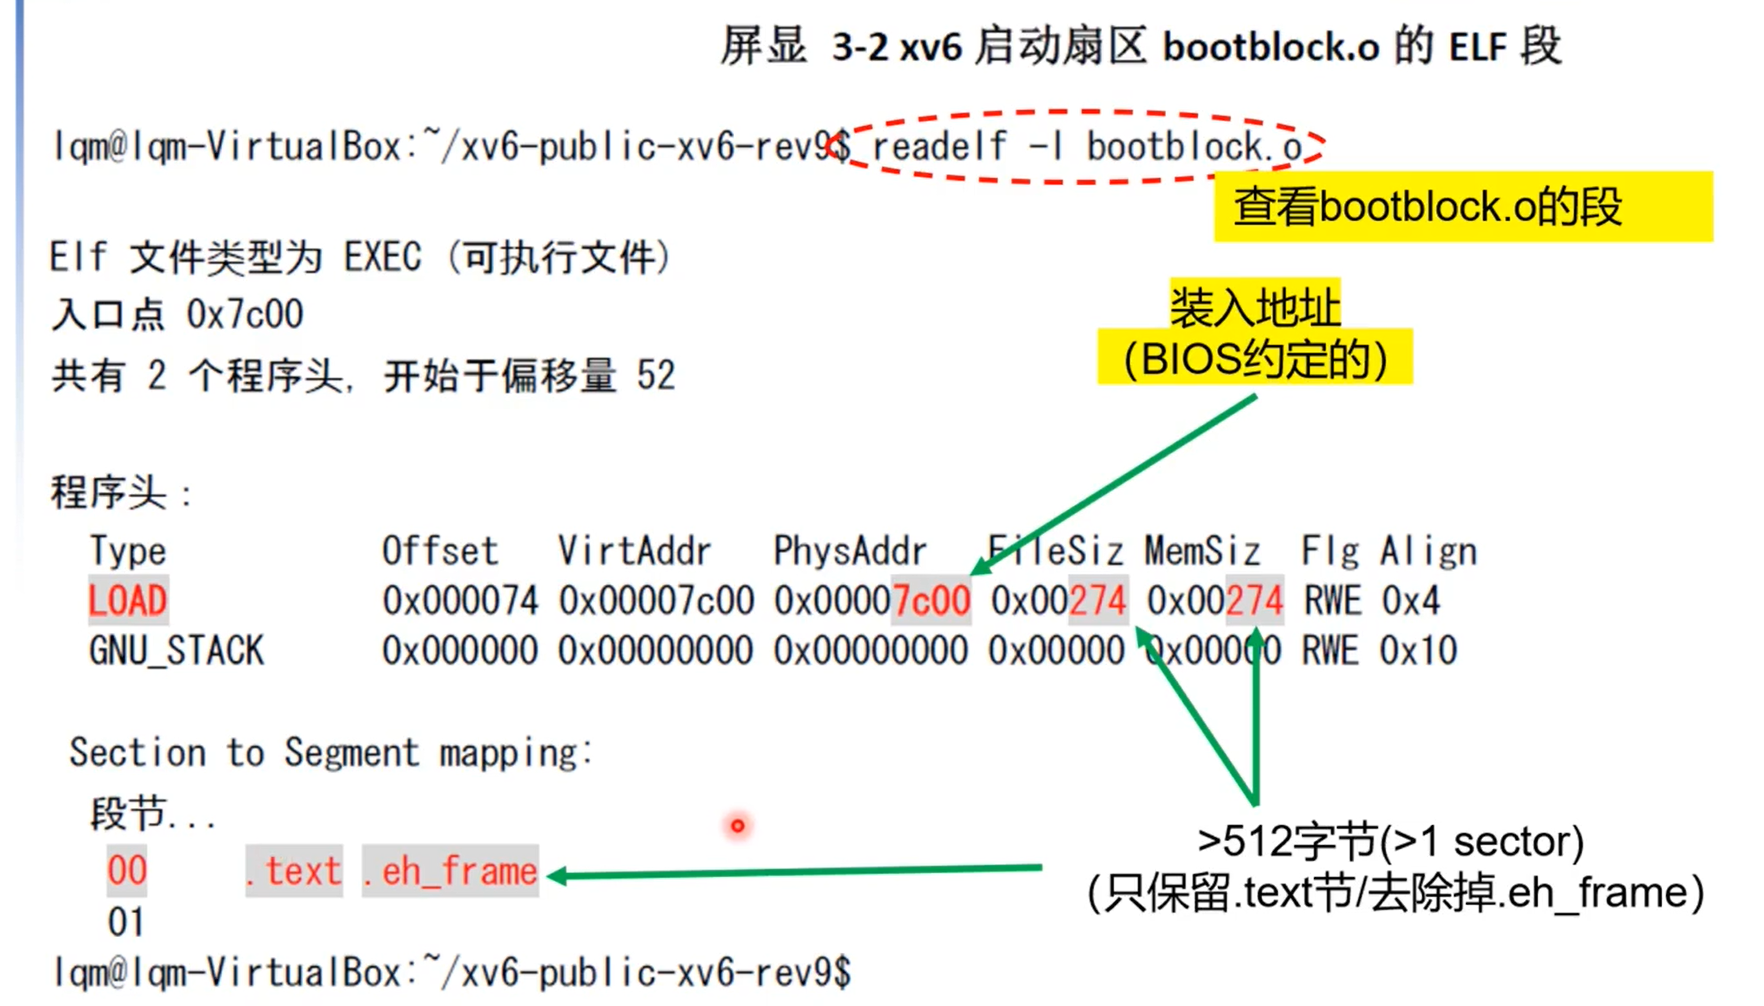 屏显 3-2 xv6 启动扇区 bootblock.o 的 ELF 段
lqm@lqm-VirtualBox:~/xv6-public-xv6-rev9$ readelf -l bootblock.o
查看bootblock.o的段
Elf 文件类型为 EXEC (可执行文件)
入口点 0x7c00
共有 2 个程序头, 开始于偏移量 52
装入地址
（BIOS约定的）
程序头：
Type Offset VirtAddr PhysAddr FileSiz MemSiz Flg Align
LOAD 0x000074 0x00007c00 0x00007c00 0x00274 0x00274 RWE 0x4
GNU_STACK 0x000000 0x00000000 0x00000000 0x00000 0x00000 RWE 0x10
Section to Segment mapping:
段节...
00 .text .eh_frame
01
>512字节(>1 sector)
（只保留.text节/去除掉.eh_frame）
lqm@lqm-VirtualBox:~/xv6-public-xv6-rev9$